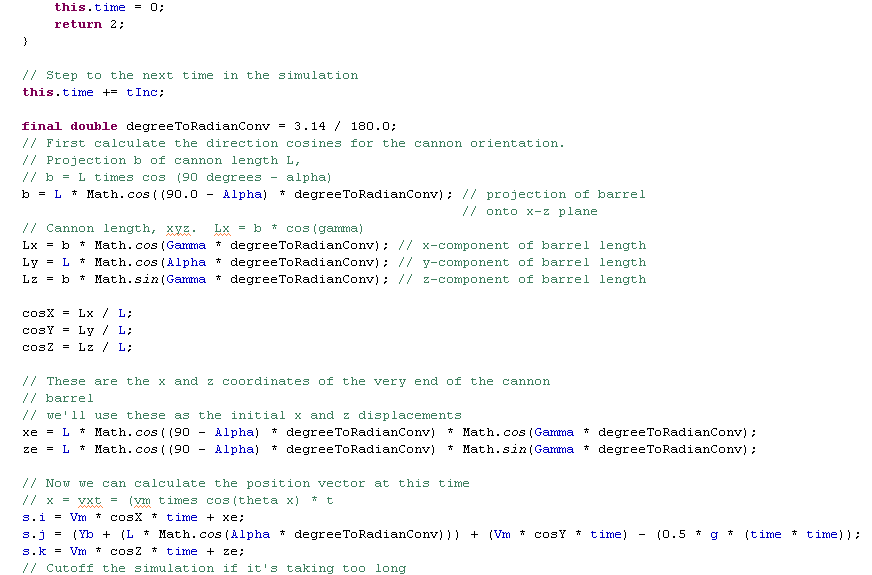 this.time = 0;
return 2;
}
// Step to the next time in the simulation
this.time += tInc;
final double degreeToRadianConv = 3.14 / 180.0;
// First calculate the direction cosines for the cannon orientation.
// Projection b of cannon length L,
// b = L times cos (90 degrees - alpha)
b = L * Math.cos((90.0 - Alpha) * degreeToRadianConv); // projection of barrel
// onto x-z plane
// Cannon length, xyz. Lx = b * cos(gamma)
Lx = b * Math.cos(Gamma * degreeToRadianConv); // x-component of barrel length
Ly = L * Math.cos(Alpha * degreeToRadianConv); // y-component of barrel length
Lz = b * Math.sin(Gamma * degreeToRadianConv); // z-component of barrel length
cosX = Lx / L;
cosY = Ly / L;
cosZ = Lz / L;
// These are the x and z coordinates of the very end of the cannon
// barrel
// we'll use these as the initial x and z displacements
xe = L * Math.cos((90 - Alpha) * degreeToRadianConv) * Math.cos(Gamma * degreeToRadianConv);
ze = L * Math.cos((90 - Alpha) * degreeToRadianConv) * Math.sin(Gamma * degreeToRadianConv);
// Now we can calculate the position vector at this time
// x = vxt = (vm times cos(theta x) * t
s.i = Vm * cosX * time + xe;
s.j = (Yb + (L * Math.cos(Alpha * degreeToRadianConv))) + (Vm * cosY * time) - (0.5 * g * (time * time));
s.k = Vm * cosZ * time + ze;
// Cutoff the simulation if it's taking too long